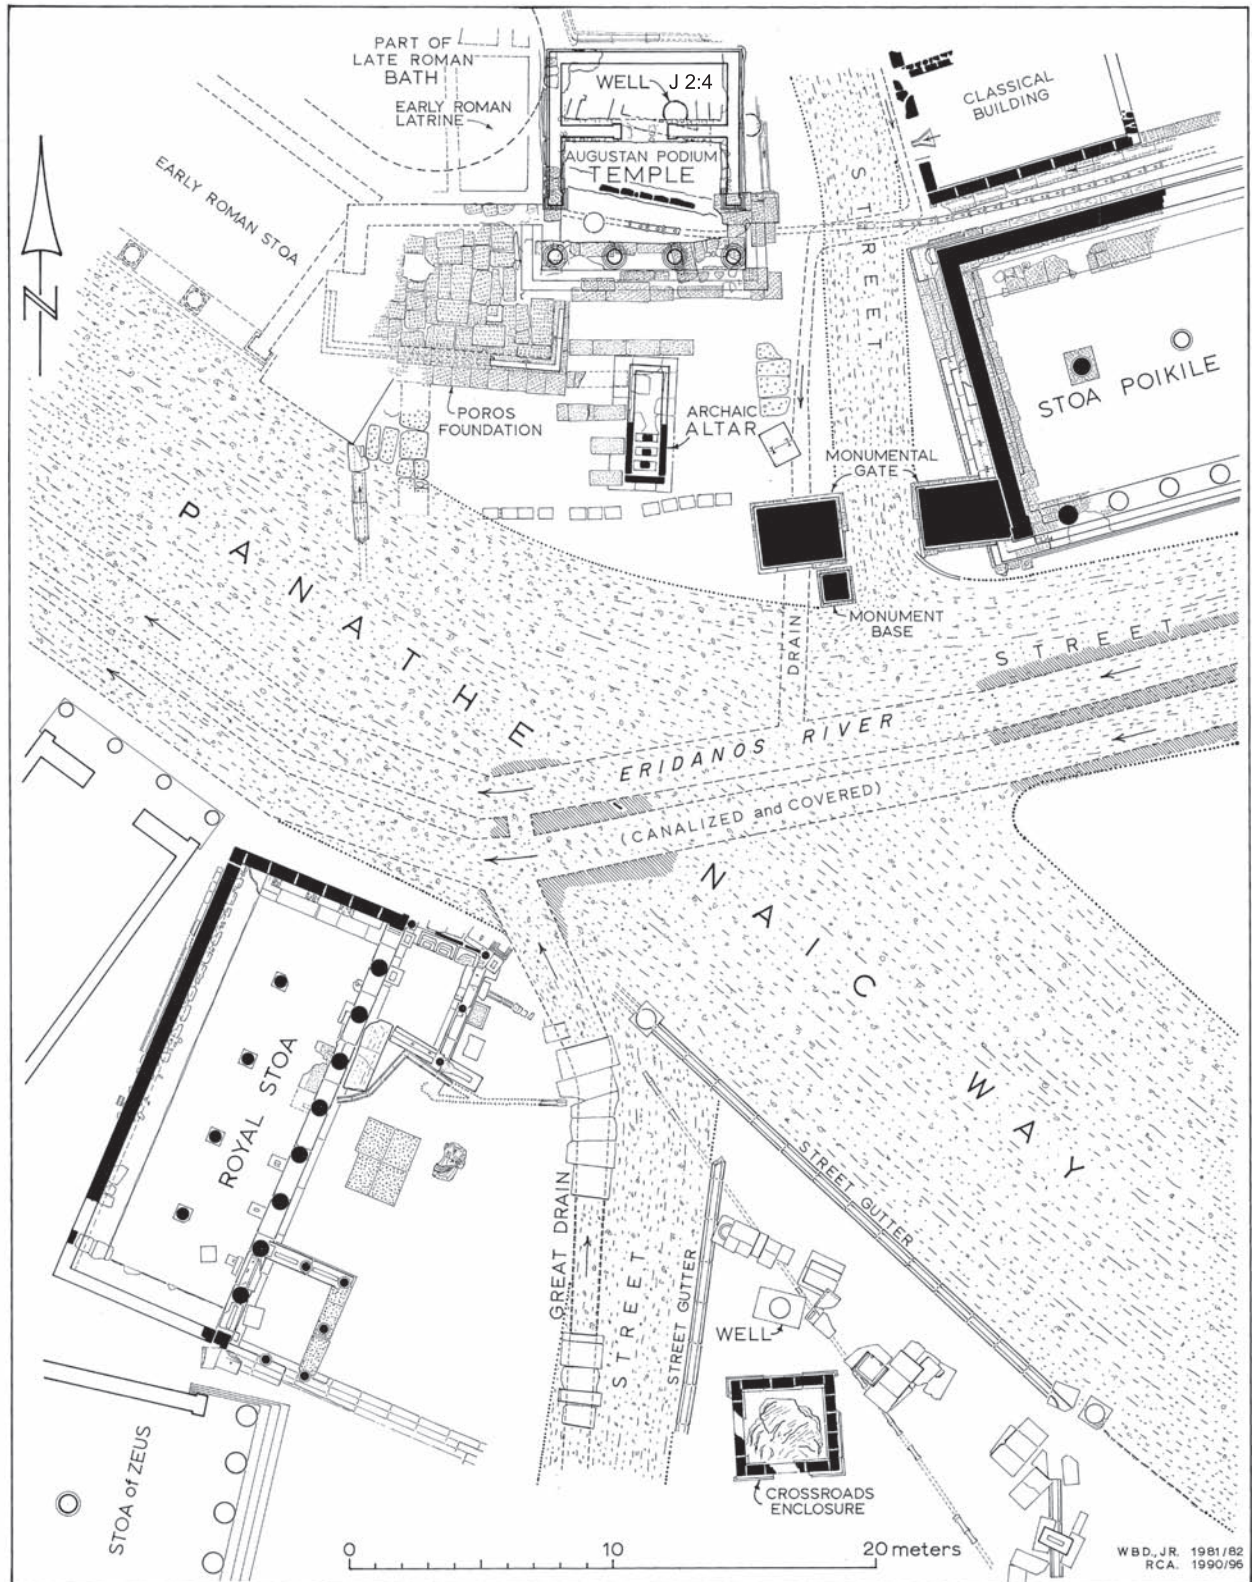 PART OF
LATE ROMAN
BATH
EARLY ROMAN
LATRINE
WELL J 2:4
AUGUSTAN PODIUM
TEMPLE
CLASSICAL
BUILDING
EARLY ROMAN STOA
STREET
N
STOA POIKILE
POROS
FOUNDATION
ARCHAIC
ALTAR
MONUMENTAL
GATE
MONUMENT
BASE
DRAIN
STREET
PANATHENAIC WAY
ERIDANOS RIVER
(CANALIZED and COVERED)
ROYAL STOA
GREAT DRAIN
STREET
STREET GUTTER
STREET GUTTER
WELL
CROSSROADS
ENCLOSURE
STOA of ZEUS
0 10 20 meters
WBD.,JR. 1981/82
RCA. 1990/96